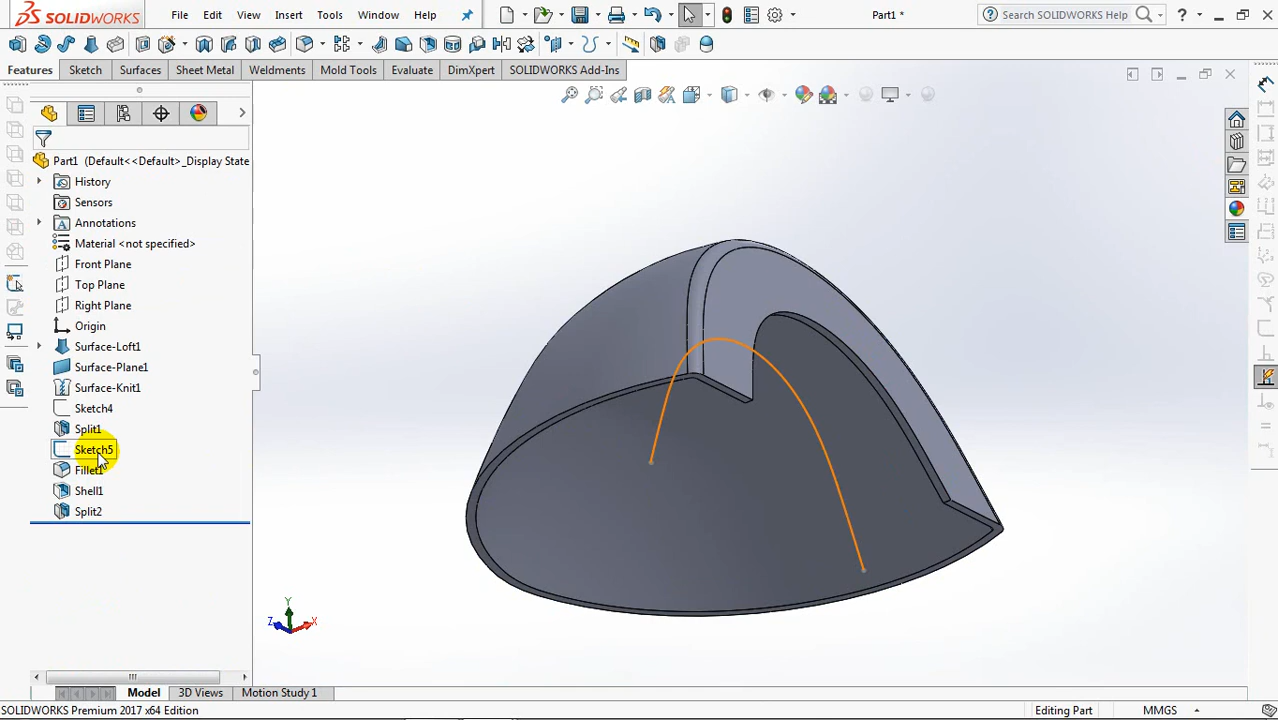 SOLIDWORKS File Edit View Insert Tools Window Help Part1 * Search SOLIDWORKS Help
Features Sketch Surfaces Sheet Metal Weldments Mold Tools Evaluate DimXpert SOLIDWORKS Add-Ins
Part1 (Default<<Default>_Display State
History
Sensors
Annotations
Material <not specified>
Front Plane
Top Plane
Right Plane
Origin
Surface-Loft1
Surface-Plane1
Surface-Knit1
Sketch4
Split1
Sketch5
Fillet1
Shell1
Split2
Y
Z X
Model 3D Views Motion Study 1
SOLIDWORKS Premium 2017 x64 Edition Editing Part MMGS